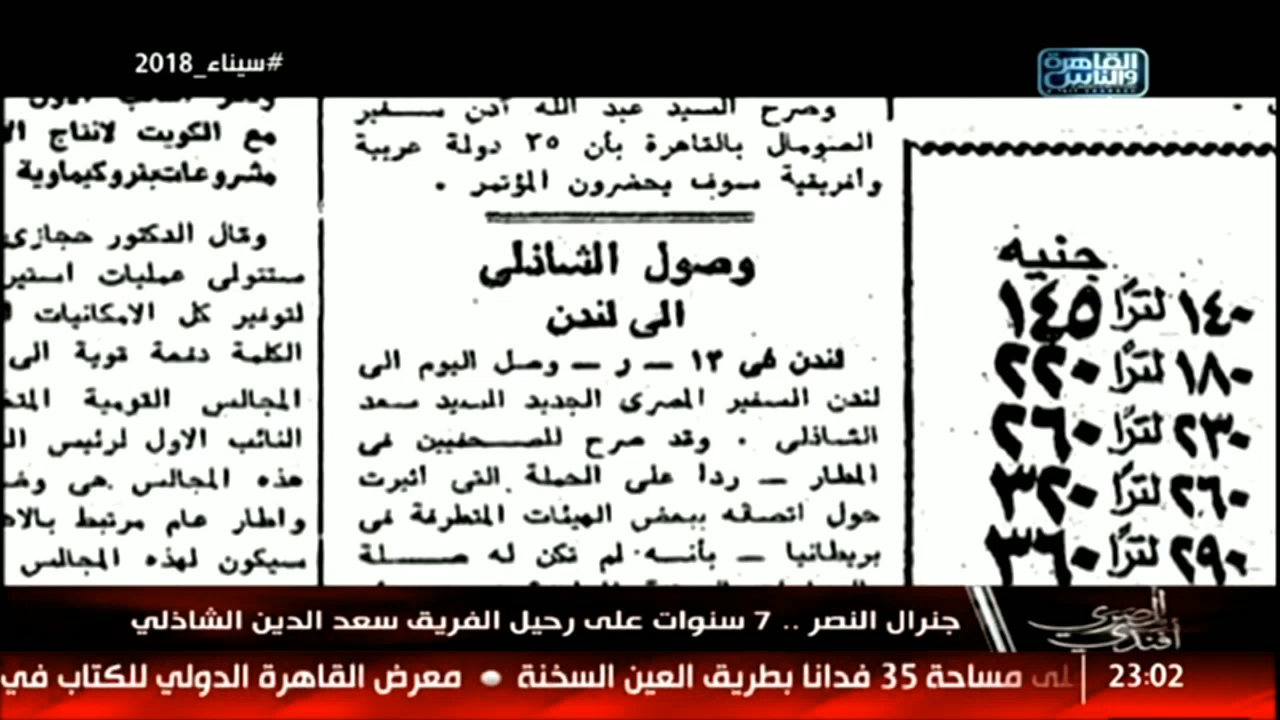 #سيناء_2018
القاهرة
والناس
جنيه
١٤٠ لترًا ١٤٥
١٨٠ لترًا ٢٢٠
٢٣٠ لترًا ٢٦٠
٢٦٠ لترًا ٣٢٠
٢٩٠ لترًا ٣٦٠
وصرح السيد عبد الله أدن سفير
الصومال بالقاهرة بأن ٣٥ دولة عربية
وافريقية سوف يحضرون المؤتمر .
وصول الشاذلى
الى لندن
لندن فى ١٣ — ر — وصل اليوم الى
لندن السفير المصرى الجديد السيد سعد
الشاذلى . وقد صرح للصحفيين فى
المطار — ردا على الحملة التى اثيرت
حول اتصاله ببعض الهيئات المتطرفة فى
بريطانيا — بأنه لم تكن له صلة
مع الكويت لانتاج
مشروعات بتروكيماوية
وقال الدكتور حجازى
ستتولى عمليات
لتوفير كل الامكانيات
الكلمة دفعة قوية الى
المجالس القومية
النائب الاول لرئيس
هذه المجالس هى
واطار عام مرتبط
سيكون لهذه المجالس
المصري
أفندي
جنرال النصر .. 7 سنوات على رحيل الفريق سعد الدين الشاذلي
23:02
لى مساحة 35 فدانا بطريق العين السخنة • معرض القاهرة الدولي للكتاب في